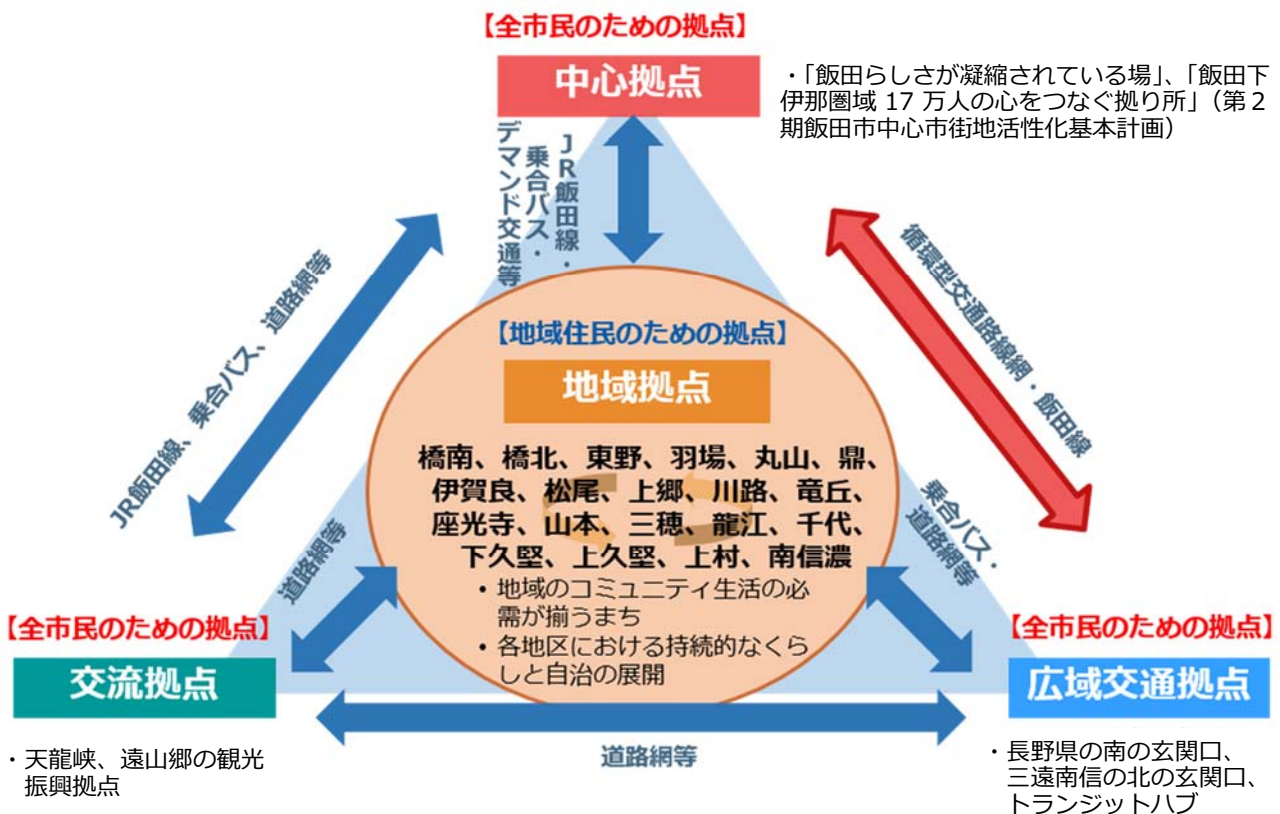 【全市民のための拠点】
中心拠点
・「飯田らしさが凝縮されている場」、「飯田下
伊那圏域 17 万人の心をつなぐ拠り所」（第２
期飯田市中心市街地活性化基本計画）
JR飯田線・
乗合バス・
デマンド交通等
JR飯田線、乗合バス、道路網等
循環型交通路線網・飯田線
【地域住民のための拠点】
地域拠点
橋南、橋北、東野、羽場、丸山、鼎、
伊賀良、松尾、上郷、川路、竜丘、
座光寺、山本、三穂、龍江、千代、
下久堅、上久堅、上村、南信濃
・地域のコミュニティ生活の必
需が揃うまち
・各地区における持続的なくら
しと自治の展開
道路網等
乗合バス・
道路網等
【全市民のための拠点】
交流拠点
・天龍峡、遠山郷の観光
振興拠点
道路網等
【全市民のための拠点】
広域交通拠点
・長野県の南の玄関口、
三遠南信の北の玄関口、
トランジットハブ